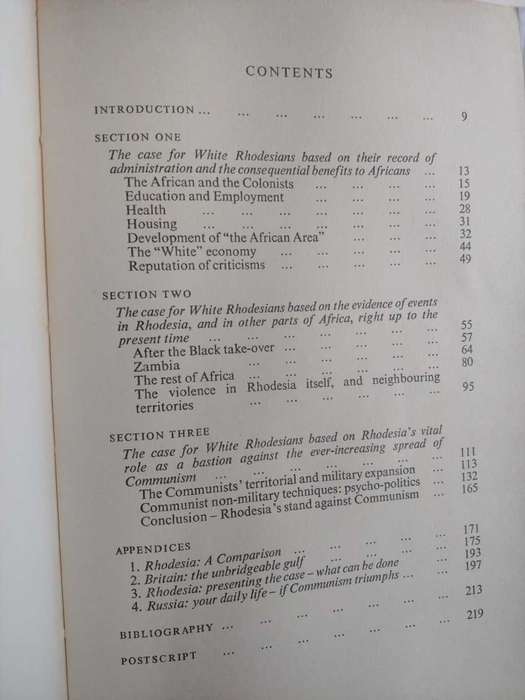 CONTENTS
INTRODUCTION ... ... ... ... ... ... ... 9
SECTION ONE
The case for White Rhodesians based on their record of
administration and the consequential benefits to Africans ... 13
The African and the Colonists ... ... ... ... 15
Education and Employment ... ... ... ... 19
Health ... ... ... ... ... ... ... 28
Housing ... ... ... ... ... ... ... 31
Development of "the African Area" ... ... ... 32
The "White" economy ... ... ... ... ... 44
Reputation of criticisms ... ... ... ... ... 49
SECTION TWO
The case for White Rhodesians based on the evidence of events
in Rhodesia, and in other parts of Africa, right up to the
present time ... ... ... ... ... ... ... 55
After the Black take-over ... ... ... ... ... 57
Zambia ... ... ... ... ... ... 64
The rest of Africa ... ... ... ... ... ... 80
The violence in Rhodesia itself, and neighbouring
territories ... ... ... ... ... ... 95
SECTION THREE
The case for White Rhodesians based on Rhodesia's vital
role as a bastion against the ever-increasing spread of
Communism ... ... ... ... ... ... ... 111
The Communists' territorial and military expansion ... 113
Communist non-military techniques: psycho-politics ... 132
Conclusion – Rhodesia's stand against Communism ... 165
APPENDICES
1. Rhodesia: A Comparison ... ... ... ... ... 171
2. Britain: the unbridgeable gulf ... ... ... ... 175
3. Rhodesia: presenting the case – what can be done ... 193
4. Russia: your daily life – if Communism triumphs ... ... 197
BIBLIOGRAPHY ... ... ... ... ... ... ... 213
POSTSCRIPT ... ... ... ... ... ... ... 219